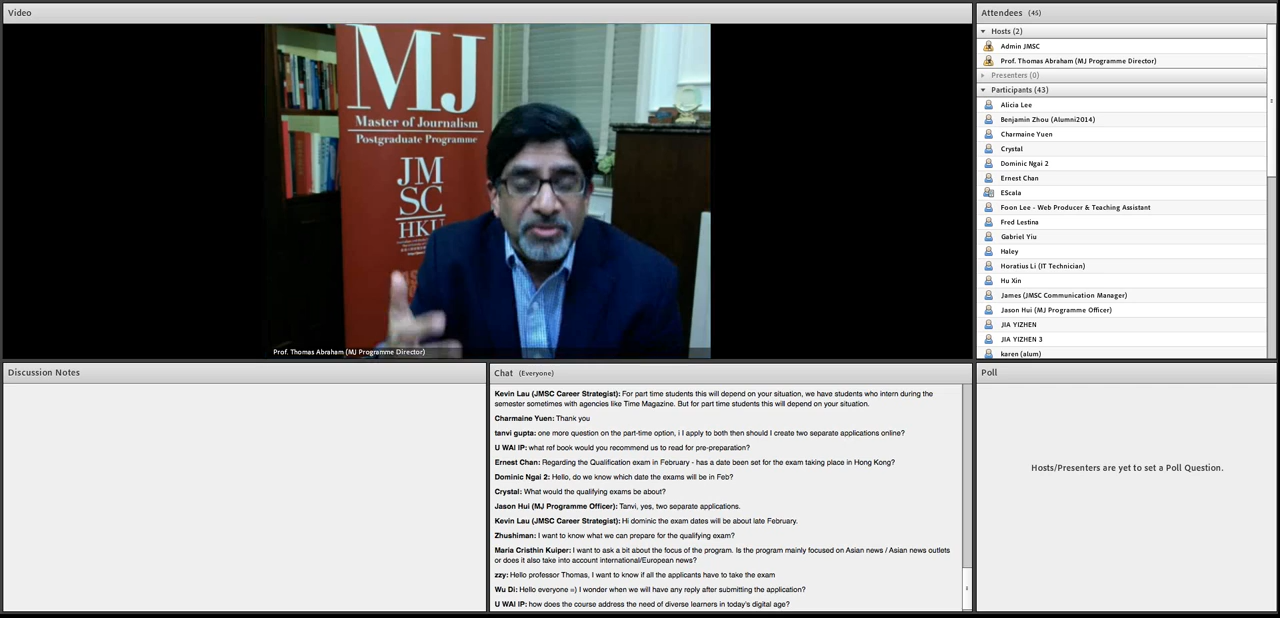 Video
MJ
Master of Journalism
Postgraduate Programme
JM
SC
HKU
Prof. Thomas Abraham (MJ Programme Director)
Attendees (45)
Hosts (2)
Admin JMSC
Prof. Thomas Abraham (MJ Programme Director)
Presenters (0)
Participants (43)
Alicia Lee
Benjamin Zhou (Alumni2014)
Charmaine Yuen
Crystal
Dominic Ngai 2
Ernest Chan
EScala
Foon Lee - Web Producer & Teaching Assistant
Fred Lestina
Gabriel Yiu
Haley
Horatius Li (IT Technician)
Hu Xin
James (JMSC Communication Manager)
Jason Hui (MJ Programme Officer)
JIA YIZHEN
JIA YIZHEN 3
karen (alum)
Discussion Notes
Chat (Everyone)
Kevin Lau (JMSC Career Strategist): For part time students this will depend on your situation, we have students who intern during the
semester sometimes with agencies like Time Magazine. But for part time students this will depend on your situation.
Charmaine Yuen: Thank you
tanvi gupta: one more question on the part-time option, i I apply to both then should I create two separate applications online?
U WAI IP: what ref book would you recommend us to read for pre-preparation?
Ernest Chan: Regarding the Qualification exam in February - has a date been set for the exam taking place in Hong Kong?
Dominic Ngai 2: Hello, do we know which date the exams will be in Feb?
Crystal: What would the qualifying exams be about?
Jason Hui (MJ Programme Officer): Tanvi, yes, two separate applications.
Kevin Lau (JMSC Career Strategist): Hi dominic the exam dates will be about late February.
Zhushiman: I want to know what we can prepare for the qualifying exam?
Maria Cristhin Kuiper: I want to ask a bit about the focus of the program. Is the program mainly focused on Asian news / Asian news outlets
or does it also take into account international/European news?
zzy: Hello professor Thomas, I want to know if all the applicants have to take the exam
Wu Di: Hello everyone =) I wonder when we will have any reply after submitting the application?
U WAI IP: how does the course address the need of diverse learners in today's digital age?
Poll
Hosts/Presenters are yet to set a Poll Question.